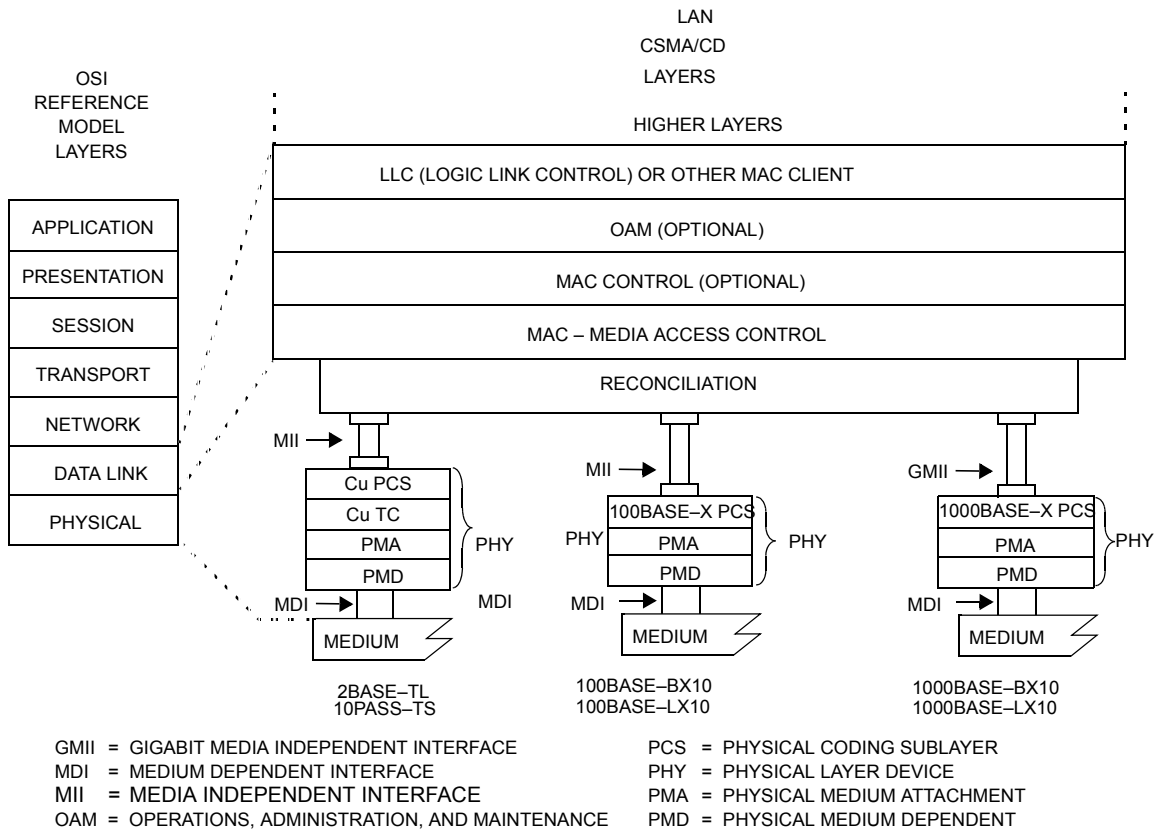 LAN
CSMA/CD
LAYERS
OSI
REFERENCE
MODEL
LAYERS
HIGHER LAYERS
LLC (LOGIC LINK CONTROL) OR OTHER MAC CLIENT
OAM (OPTIONAL)
MAC CONTROL (OPTIONAL)
MAC – MEDIA ACCESS CONTROL
RECONCILIATION
APPLICATION
PRESENTATION
SESSION
TRANSPORT
NETWORK
DATA LINK
PHYSICAL
MII
Cu PCS
Cu TC
PMA
PMD
PHY
MDI
MDI
MEDIUM
2BASE–TL
10PASS–TS
MII
100BASE–X PCS
PHY
PMA
PMD
PHY
MDI
MEDIUM
100BASE–BX10
100BASE–LX10
GMII
1000BASE–X PCS
PMA
PMD
PHY
MDI
MEDIUM
1000BASE–BX10
1000BASE–LX10
GMII = GIGABIT MEDIA INDEPENDENT INTERFACE
MDI = MEDIUM DEPENDENT INTERFACE
MII = MEDIA INDEPENDENT INTERFACE
OAM = OPERATIONS, ADMINISTRATION, AND MAINTENANCE
PCS = PHYSICAL CODING SUBLAYER
PHY = PHYSICAL LAYER DEVICE
PMA = PHYSICAL MEDIUM ATTACHMENT
PMD = PHYSICAL MEDIUM DEPENDENT